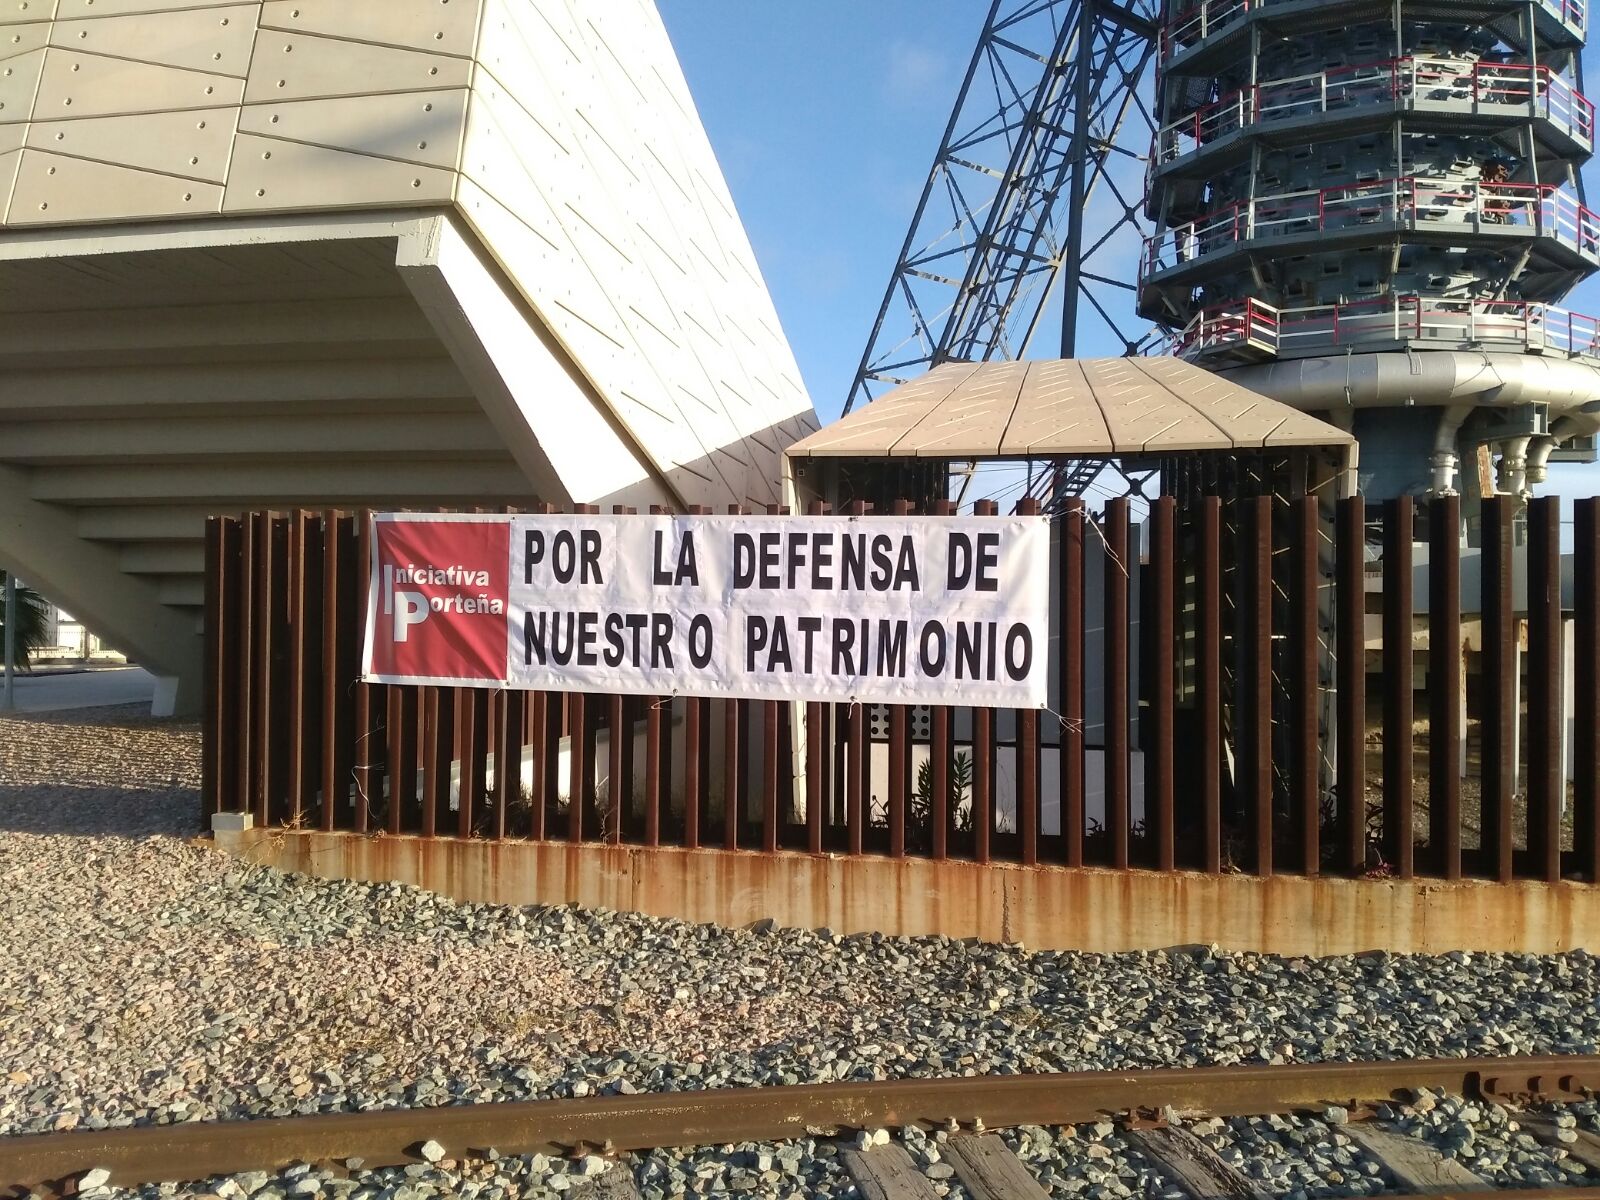 Iniciativa
Porteña
POR LA DEFENSA DE
NUESTRO PATRIMONIO